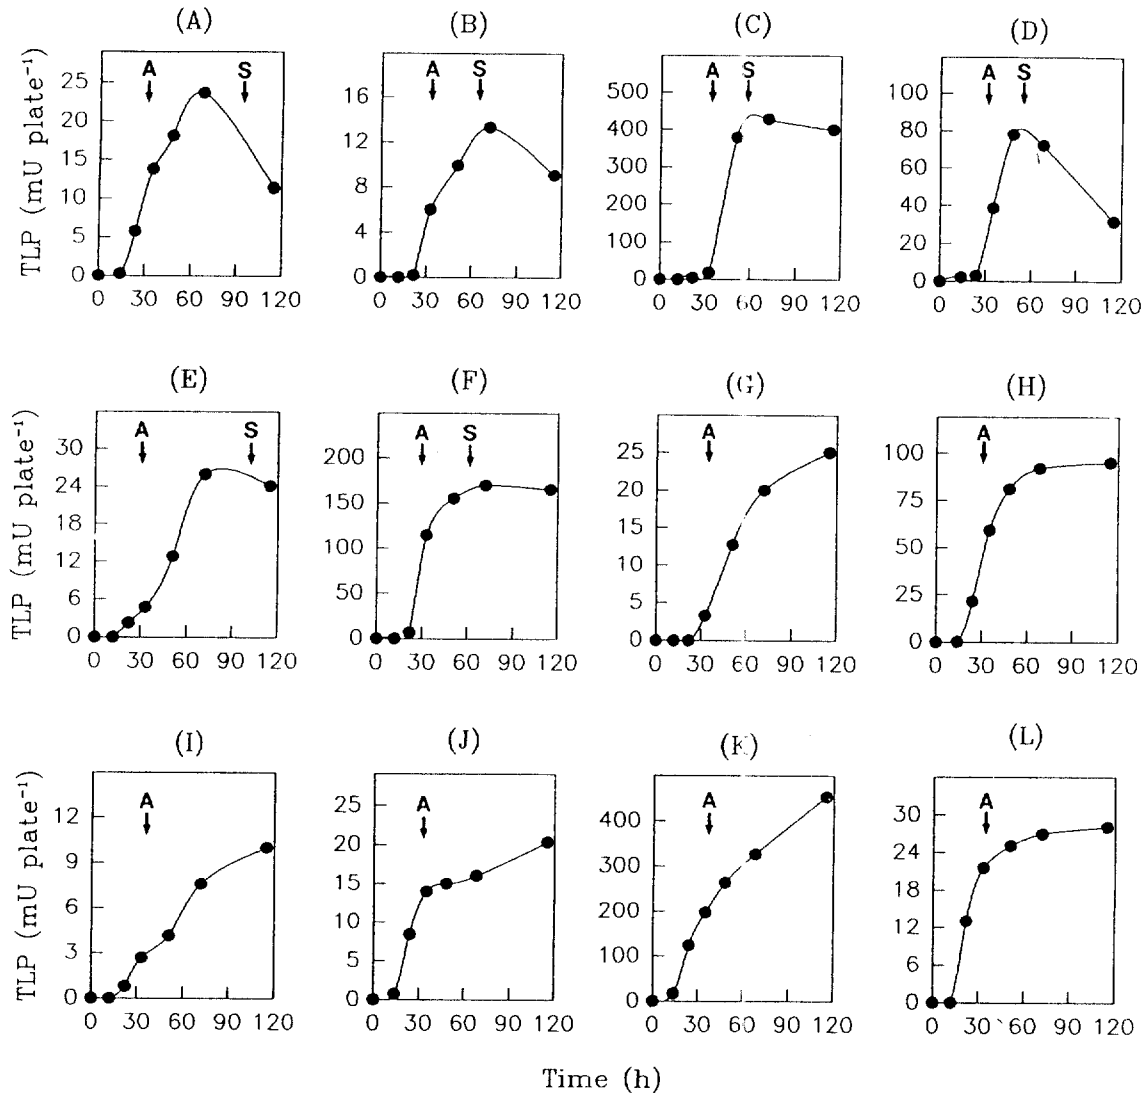 (A) (B) (C) (D)
TLP (mU plate⁻¹)
25 20 15 10 5 0
A S
0 30 60 90 120
16 12 8 4 0
A S
0 30 60 90 120
500 400 300 200 100 0
A S
0 30 60 90 120
100 80 60 40 20 0
A S
0 30 60 90 120
(E) (F) (G) (H)
TLP (mU plate⁻¹)
30 24 18 12 6 0
A S
0 30 60 90 120
200 150 100 50 0
A S
0 30 60 90 120
25 20 15 10 5 0
A
0 30 60 90 120
100 75 50 25 0
A
0 30 60 90 120
(I) (J) (K) (L)
TLP (mU plate⁻¹)
12 9 6 3 0
A
0 30 60 90 120
25 20 15 10 5 0
A
0 30 60 90 120
400 300 200 100 0
A
0 30 60 90 120
30 24 18 12 6 0
A
0 30 60 90 120
Time (h)